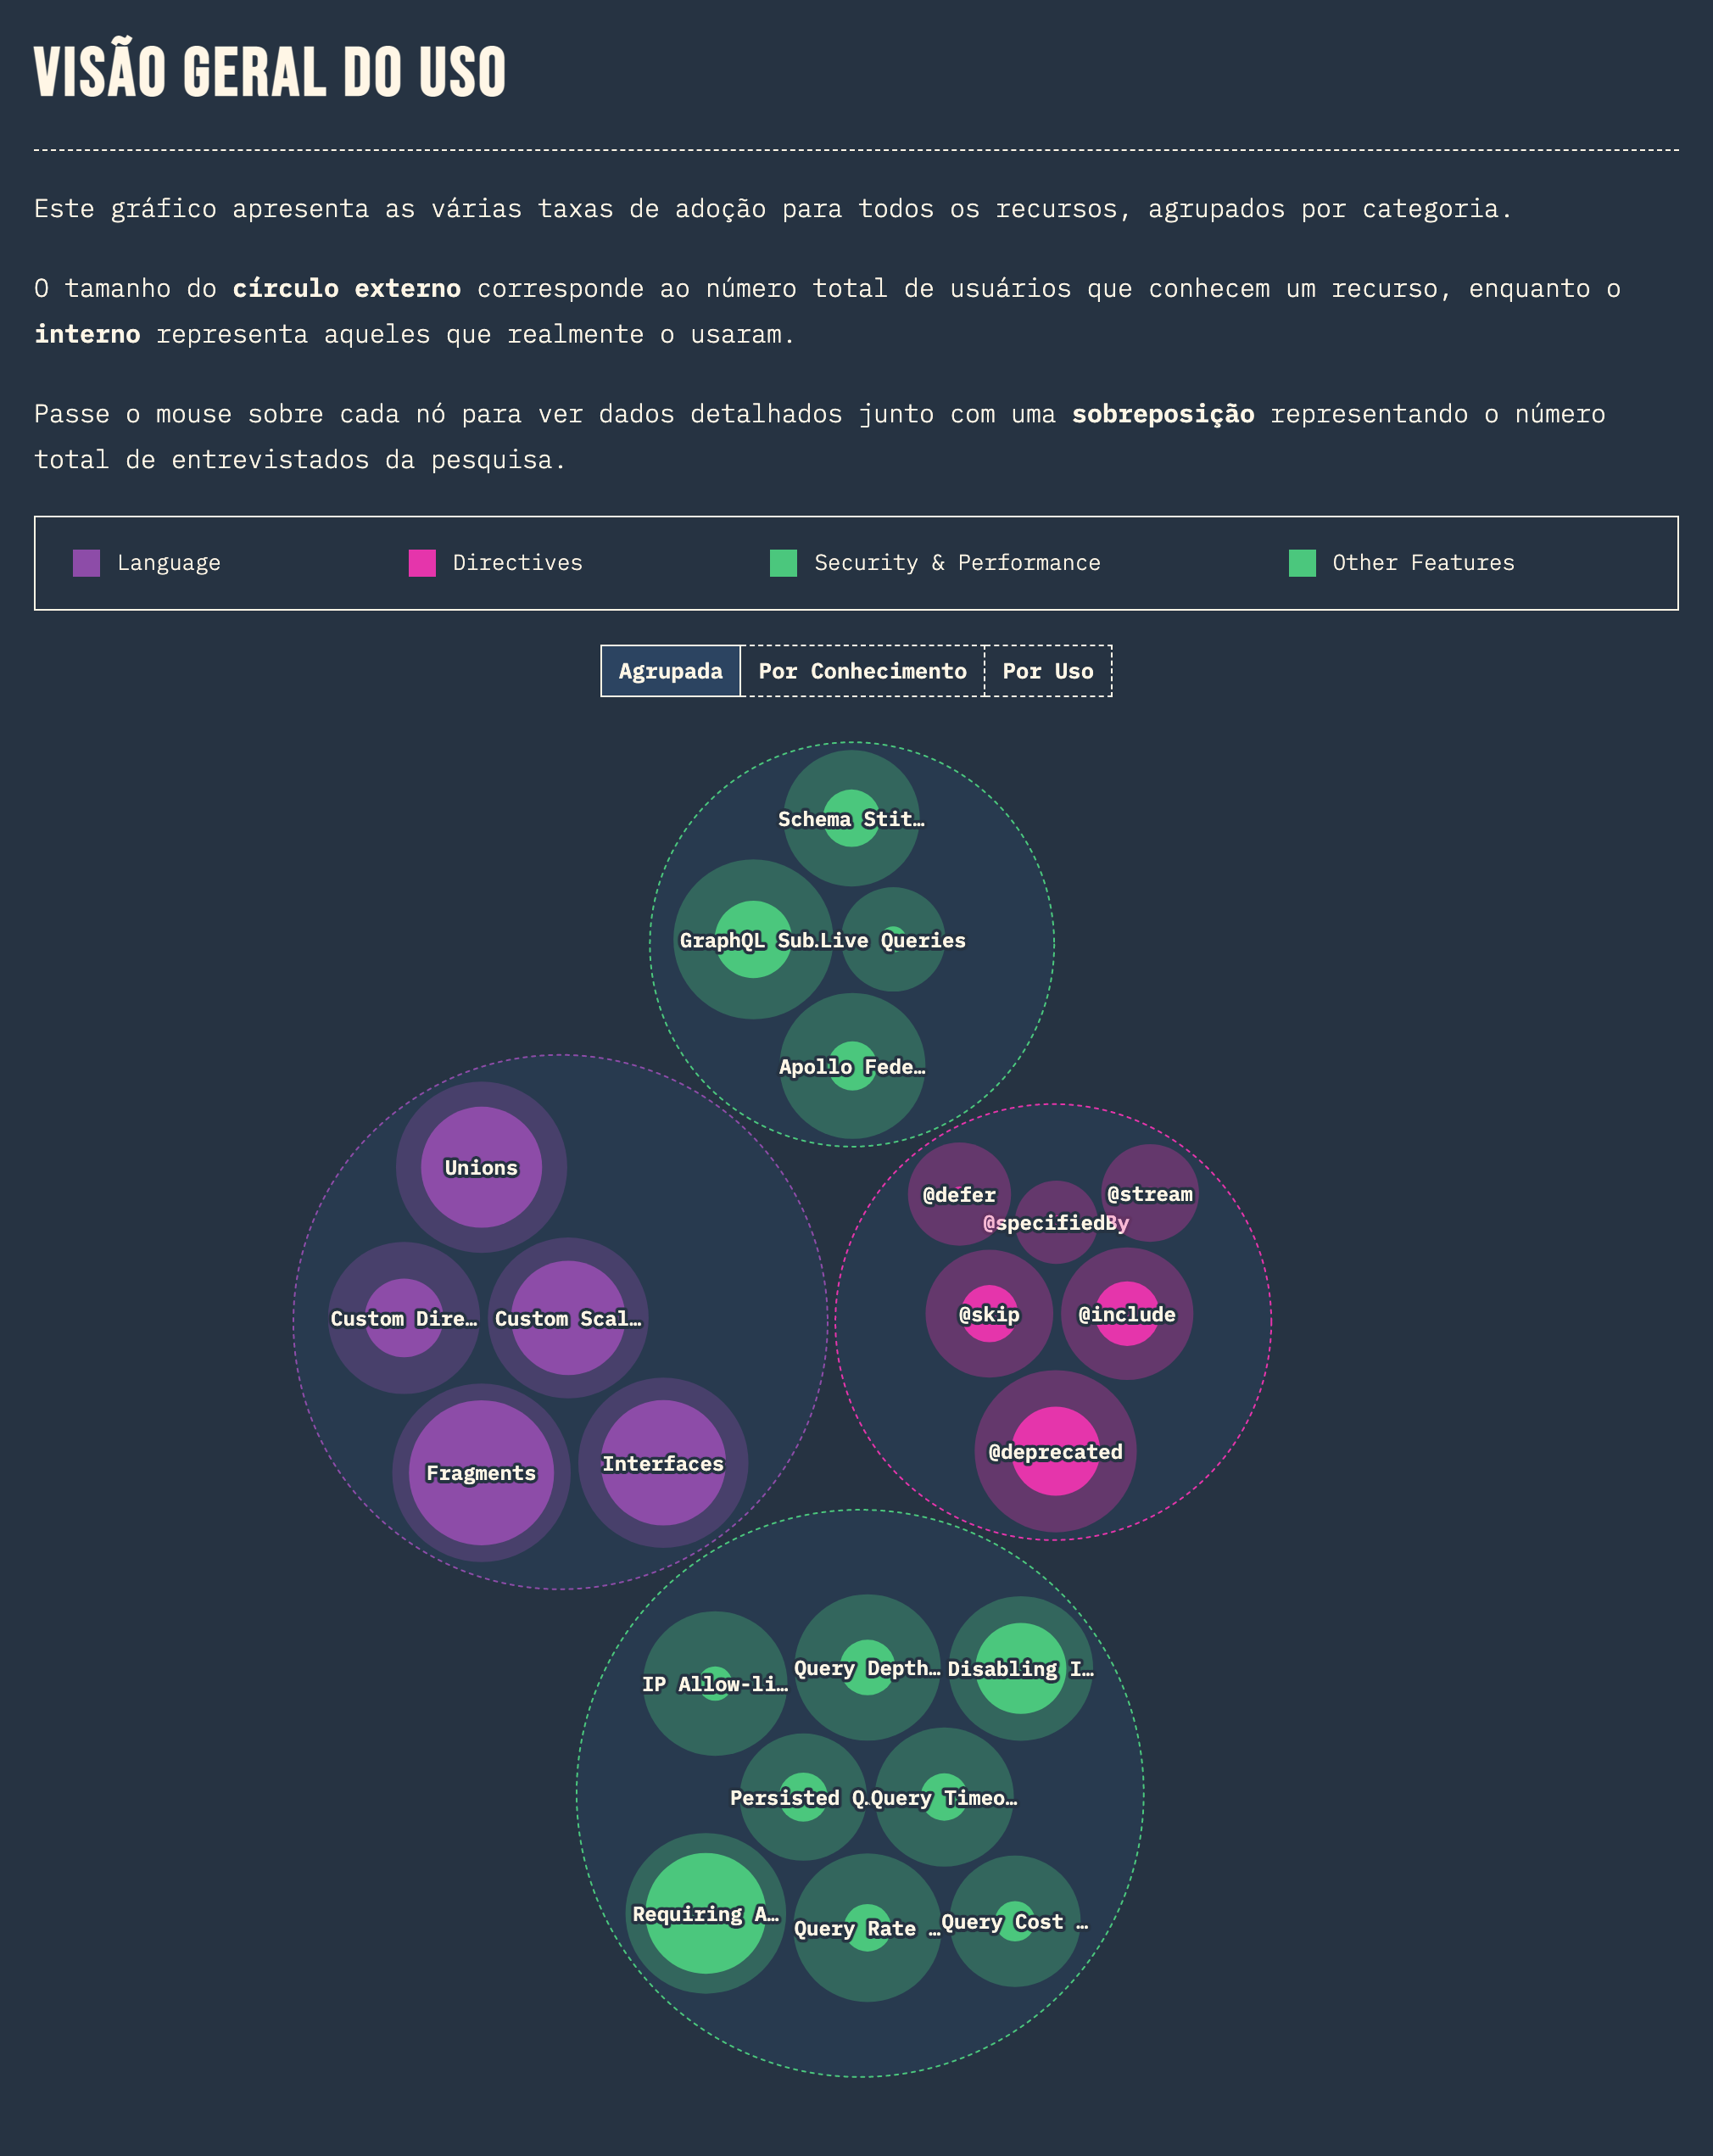 VISÃO GERAL DO USO
Este gráfico apresenta as várias taxas de adoção para todos os recursos, agrupados por categoria.
O tamanho do círculo externo corresponde ao número total de usuários que conhecem um recurso, enquanto o
interno representa aqueles que realmente o usaram.
Passe o mouse sobre cada nó para ver dados detalhados junto com uma sobreposição representando o número
total de entrevistados da pesquisa.
Language
Directives
Security & Performance
Other Features
Agrupada
Por Conhecimento
Por Uso
Schema Stit…
GraphQL Sub…
Live Queries
Apollo Fede…
Unions
@defer
@stream
@specifiedBy
Custom Dire…
Custom Scal…
@skip
@include
Fragments
Interfaces
@deprecated
IP Allow-li…
Query Depth…
Disabling I…
Persisted Q…
Query Timeo…
Requiring A…
Query Rate …
Query Cost …